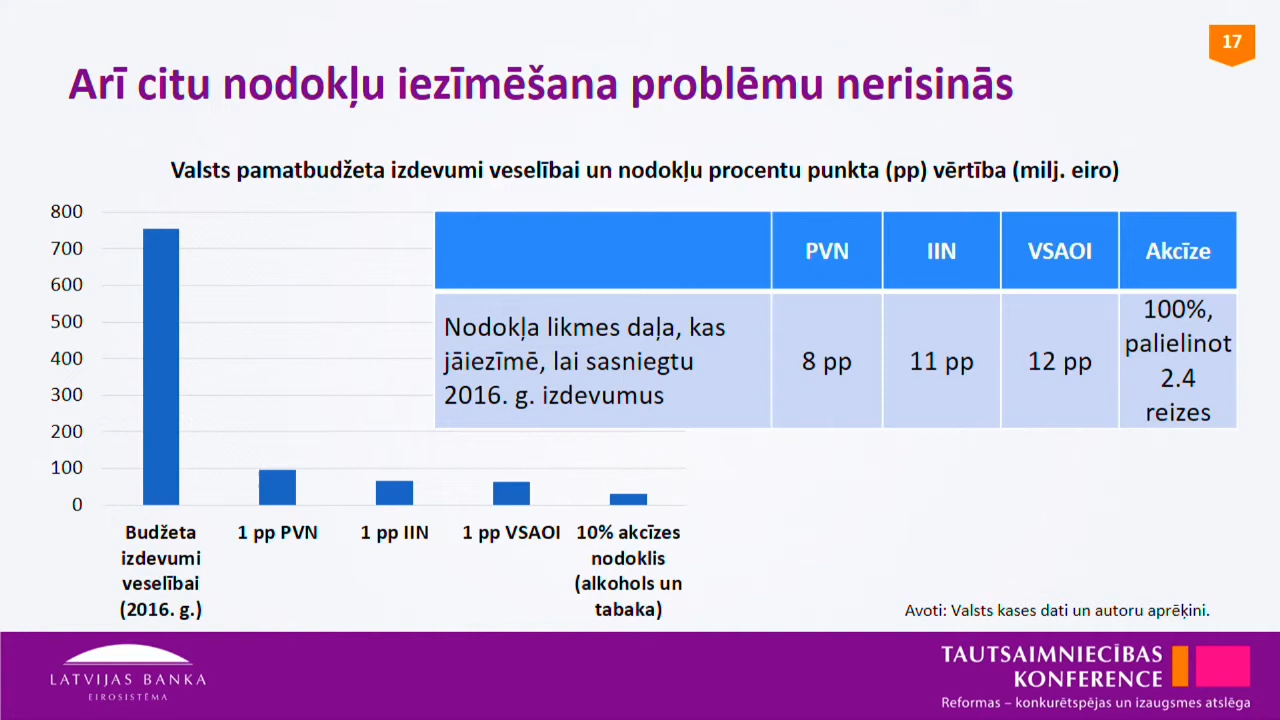 17
Arī citu nodokļu iezīmēšana problēmu nerisinās
Valsts pamatbudžeta izdevumi veselībai un nodokļu procentu punkta (pp) vērtība (milj. eiro)
800
700
600
500
400
300
200
100
0
Budžeta
izdevumi
veselībai
(2016. g.)
1 pp PVN
1 pp IIN
1 pp VSAOI
10% akcīzes
nodoklis
(alkohols un
tabaka)
PVN
IIN
VSAOI
Akcīze
Nodokļa likmes daļa, kas
jāiezīmē, lai sasniegtu
2016. g. izdevumus
8 pp
11 pp
12 pp
100%,
palielinot
2.4
reizes
Avoti: Valsts kases dati un autoru aprēķini.
LATVIJAS BANKA
EIROSISTĒMA
TAUTSAIMNIECĪBAS
KONFERENCE
Reformas – konkurētspējas un izaugsmes atslēga